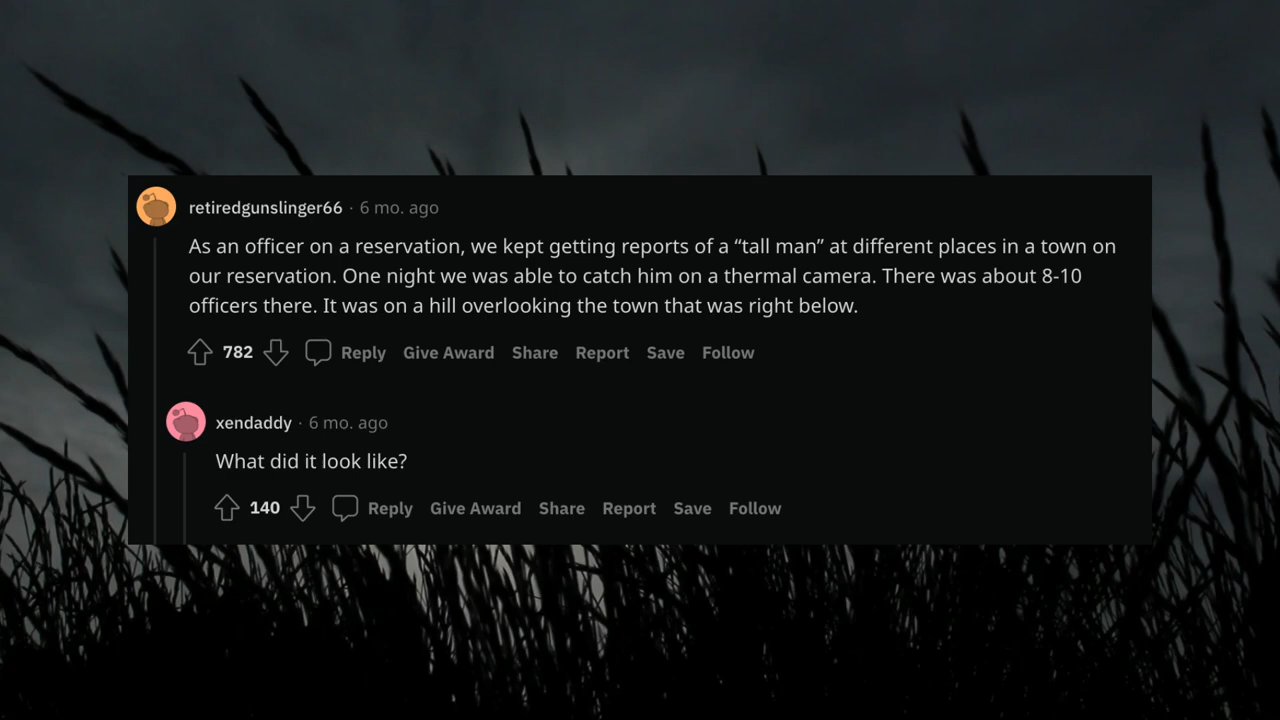 retiredgunslinger66 · 6 mo. ago
As an officer on a reservation, we kept getting reports of a “tall man” at different places in a town on
our reservation. One night we was able to catch him on a thermal camera. There was about 8-10
officers there. It was on a hill overlooking the town that was right below.
782 Reply Give Award Share Report Save Follow
xendaddy · 6 mo. ago
What did it look like?
140 Reply Give Award Share Report Save Follow